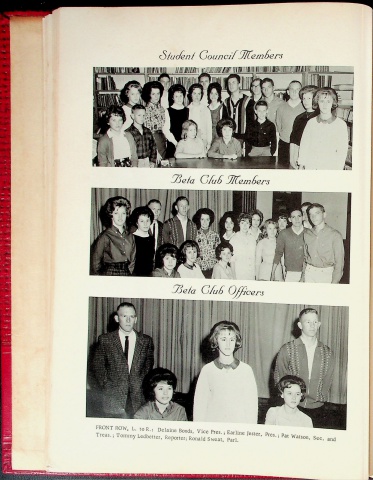 Student Council Members
Beta Club Members
Beta Club Officers
FRONT ROW, L. to R.: Delaine Bonds, Vice Pres.; Earline Jester, Pres.; Pat Watson, Sec. and
Treas.; Tommy Ledbetter, Reporter; Ronald Sweat, Parl.